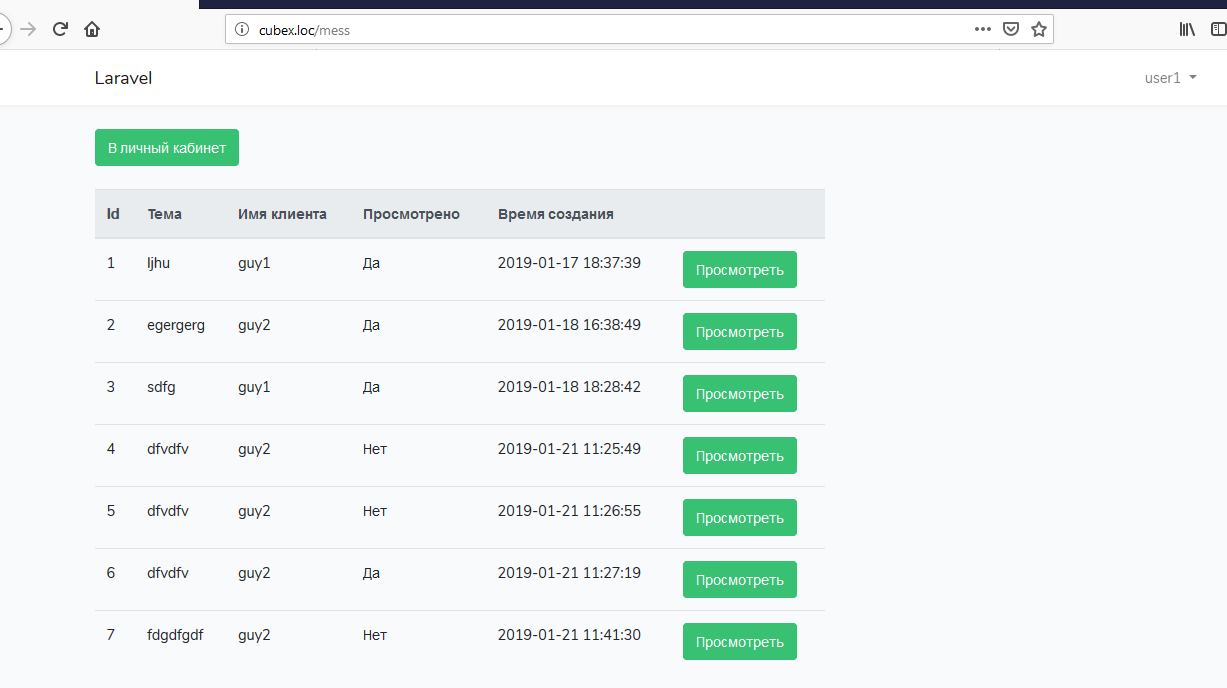 cubex.loc/mess
Laravel
user1
В личный кабинет
Id Тема Имя клиента Просмотрено Время создания
1 ljhu guy1 Да 2019-01-17 18:37:39 Просмотреть
2 egergerg guy2 Да 2019-01-18 16:38:49 Просмотреть
3 sdfg guy1 Да 2019-01-18 18:28:42 Просмотреть
4 dfvdfv guy2 Нет 2019-01-21 11:25:49 Просмотреть
5 dfvdfv guy2 Нет 2019-01-21 11:26:55 Просмотреть
6 dfvdfv guy2 Да 2019-01-21 11:27:19 Просмотреть
7 fdgdfgdf guy2 Нет 2019-01-21 11:41:30 Просмотреть